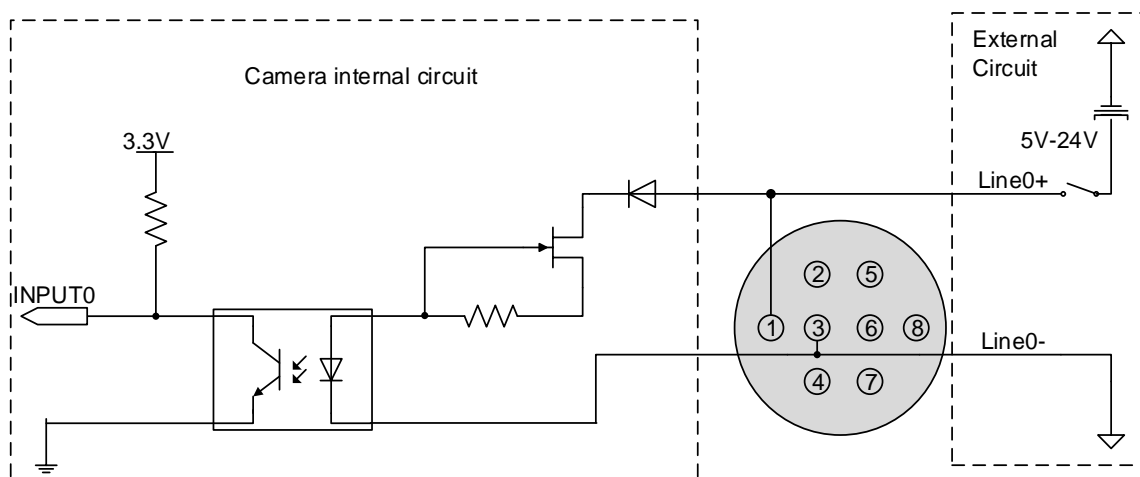 External
Circuit
Camera internal circuit
3.3V
5V-24V
Line0+
2 5
INPUT0
1 3 6 8
Line0-
4 7